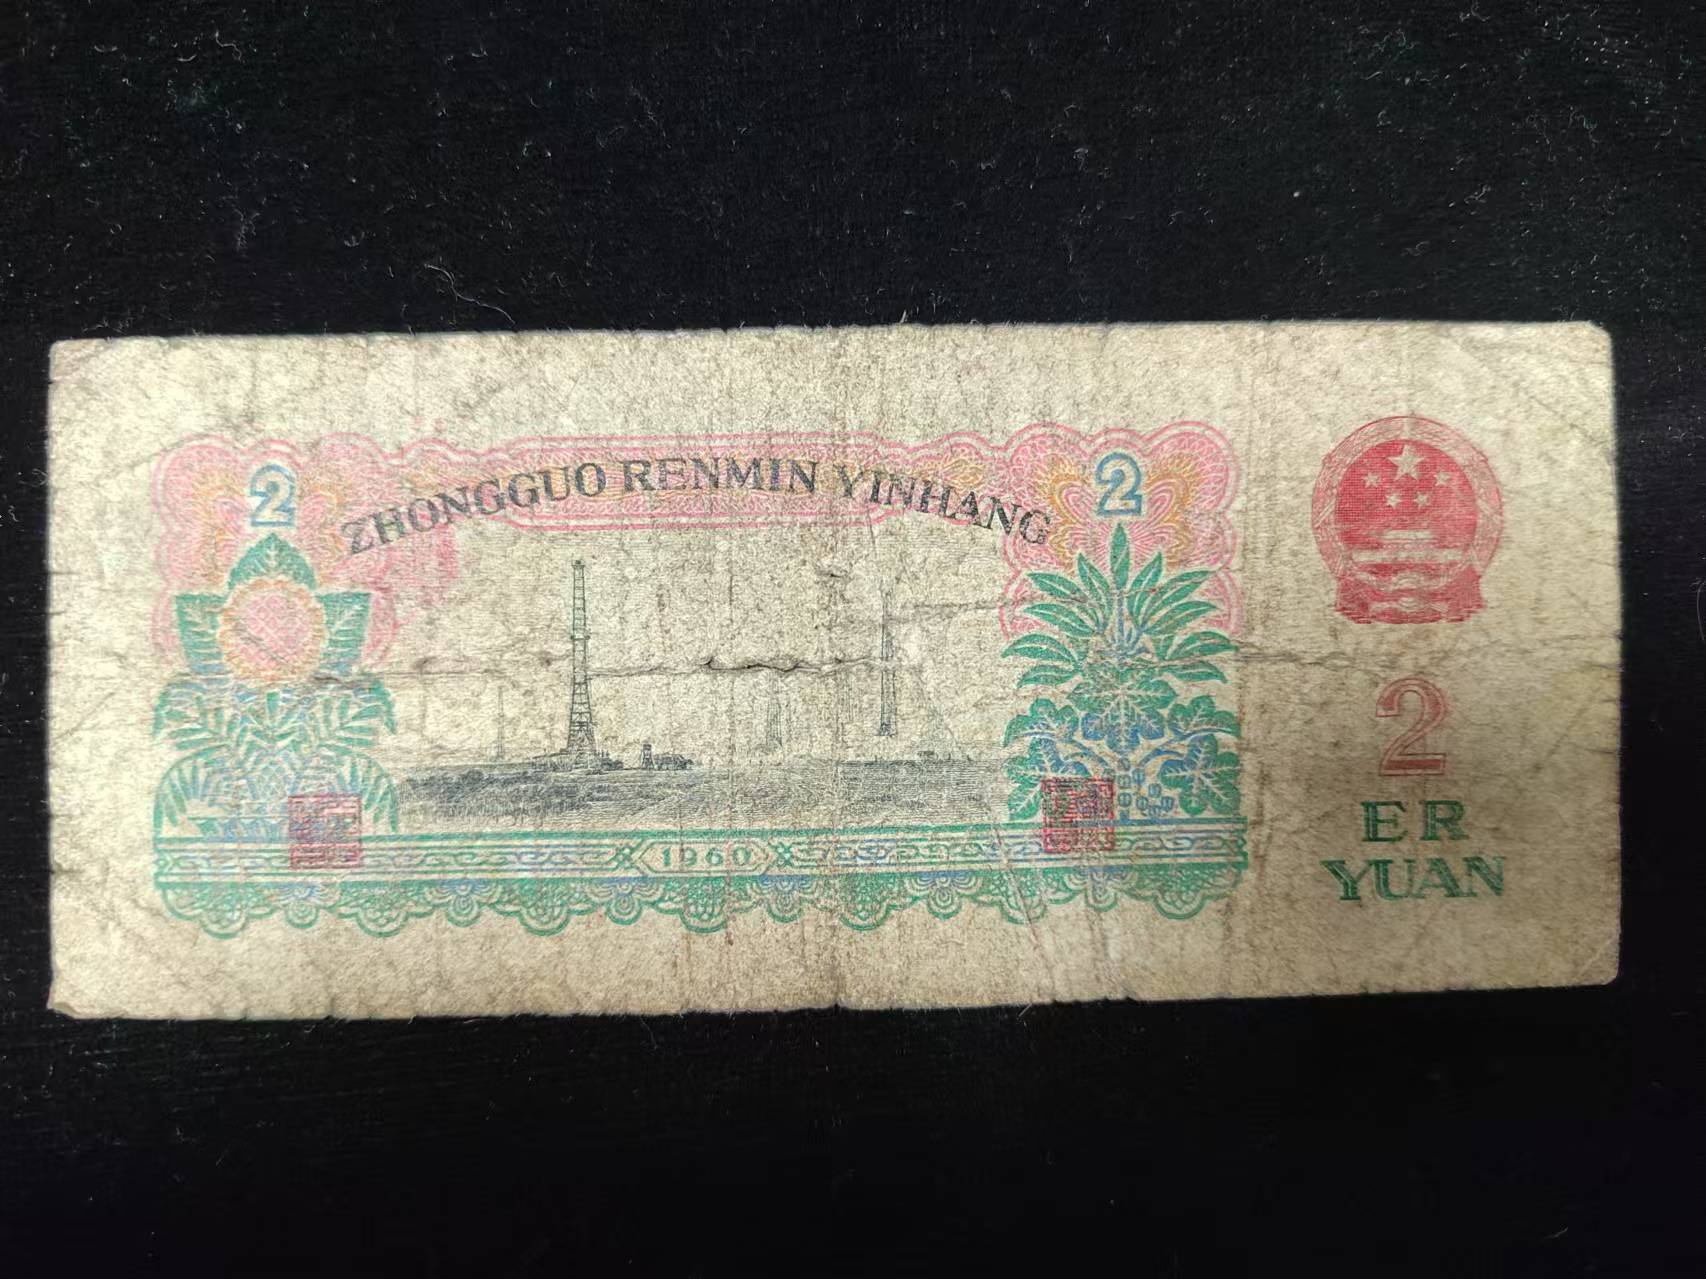 2
ZHONGGUO RENMIN YINHANG
2
1960
2
ER
YUAN